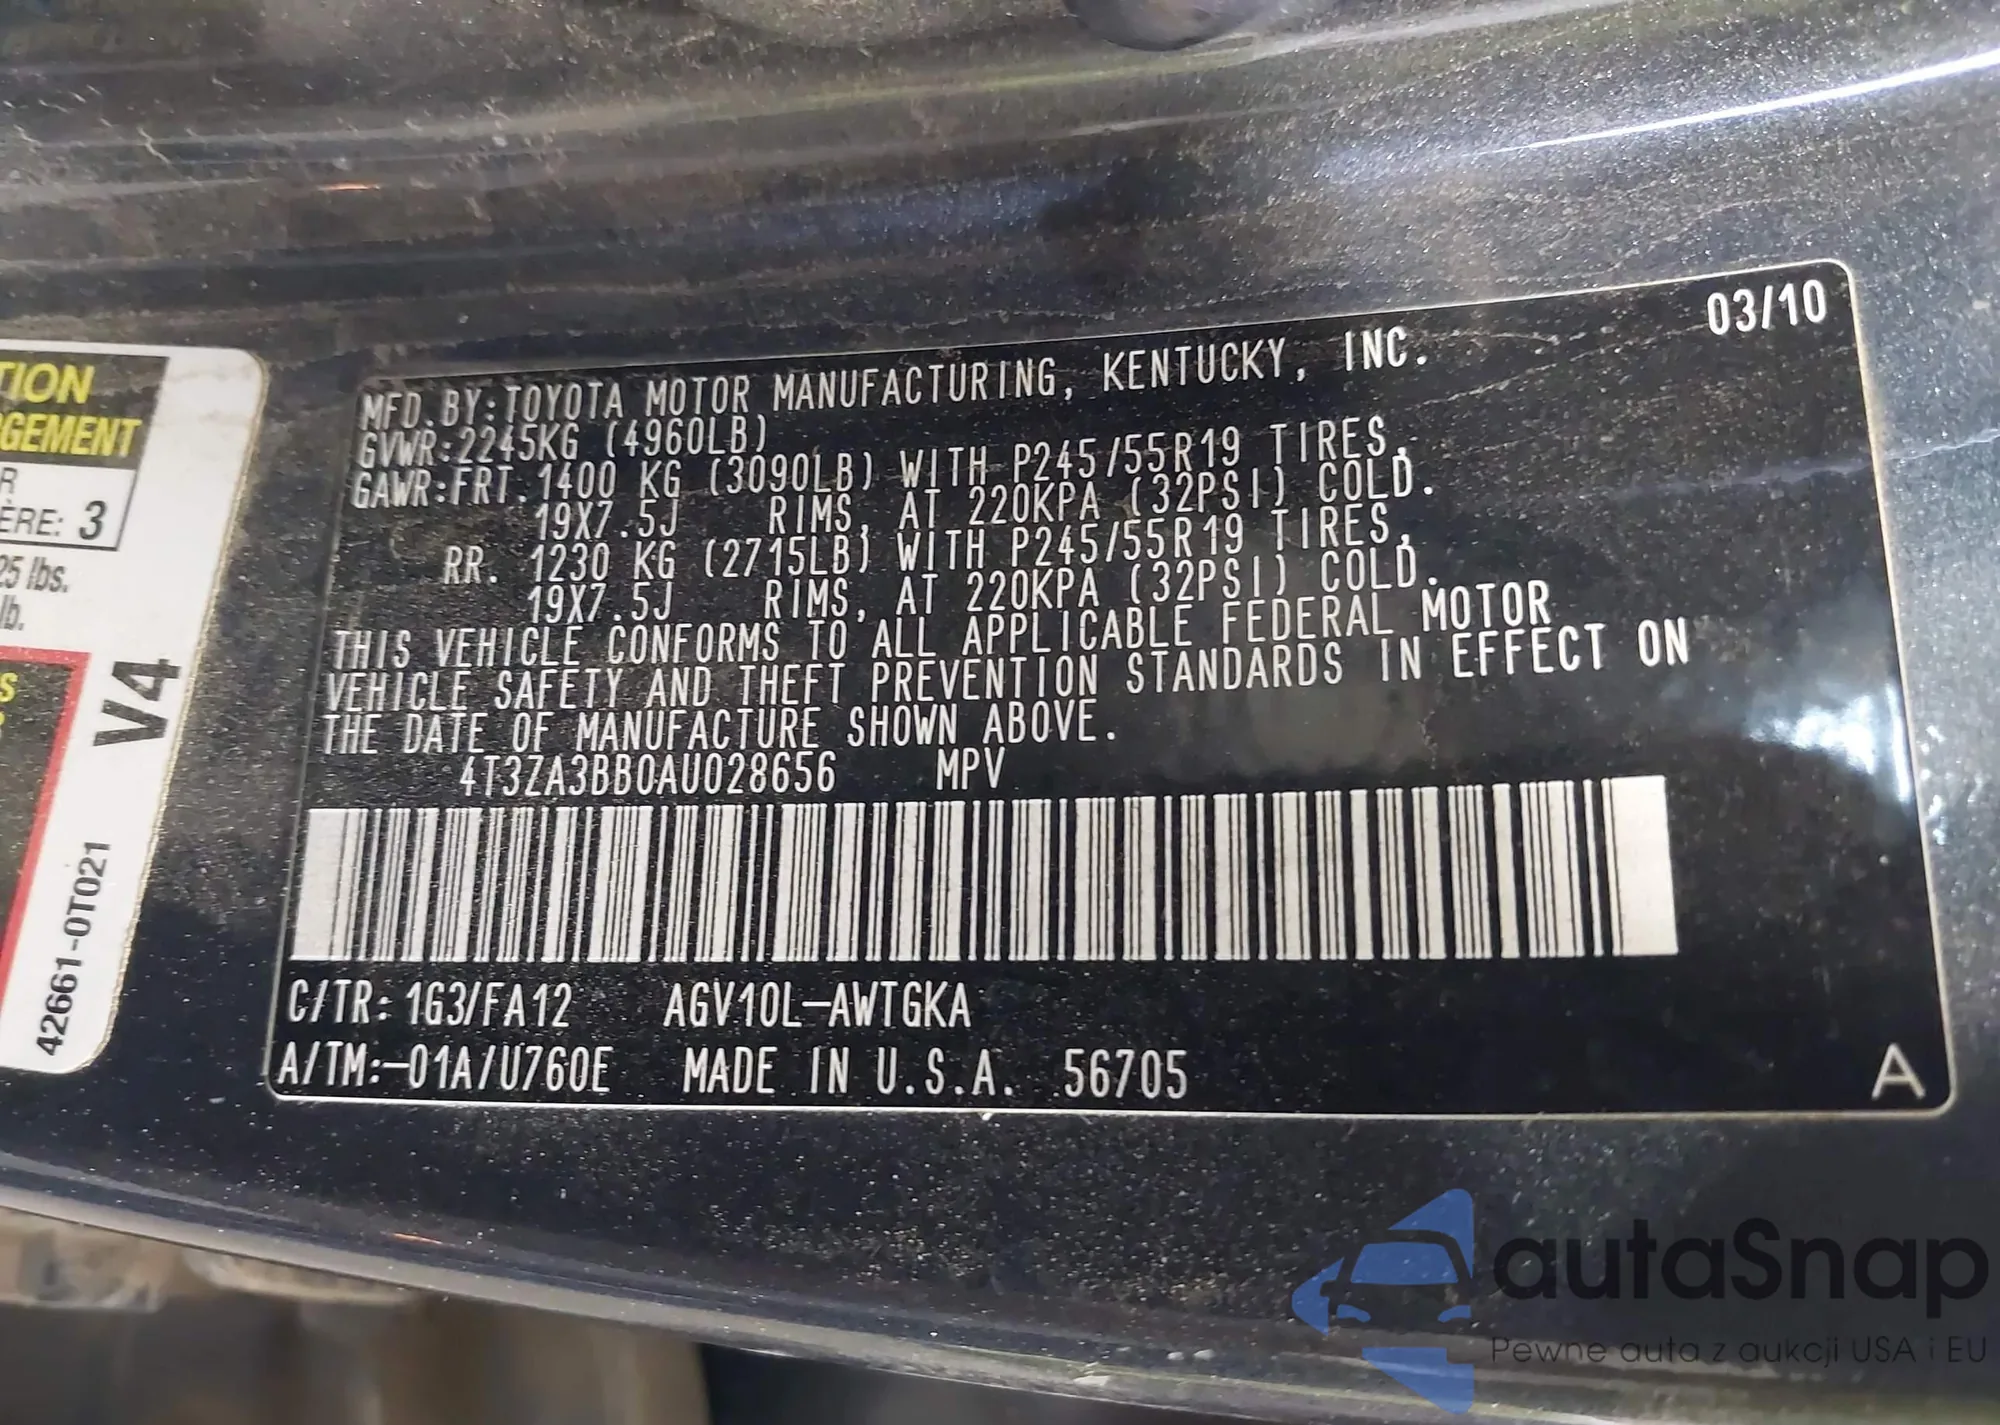 TION
GEMENT
R
ÈRE: 3
25 lbs.
lb.
S
V4
42661-0T021
03/10
MFD.BY:TOYOTA MOTOR MANUFACTURING, KENTUCKY, INC.
GVWR:2245KG (4960LB)
GAWR:FRT.1400 KG (3090LB) WITH P245/55R19 TIRES,
19X7.5J RIMS, AT 220KPA (32PSI) COLD.
RR. 1230 KG (2715LB) WITH P245/55R19 TIRES,
19X7.5J RIMS, AT 220KPA (32PSI) COLD.
THIS VEHICLE CONFORMS TO ALL APPLICABLE FEDERAL MOTOR
VEHICLE SAFETY AND THEFT PREVENTION STANDARDS IN EFFECT ON
THE DATE OF MANUFACTURE SHOWN ABOVE.
4T3ZA3BB0AU028656 MPV
C/TR: 1G3/FA12 AGV10L-AWTGKA
A/TM:-01A/U760E MADE IN U.S.A. 56705
A
autaSnap
Pewne auta z aukcji USA i EU